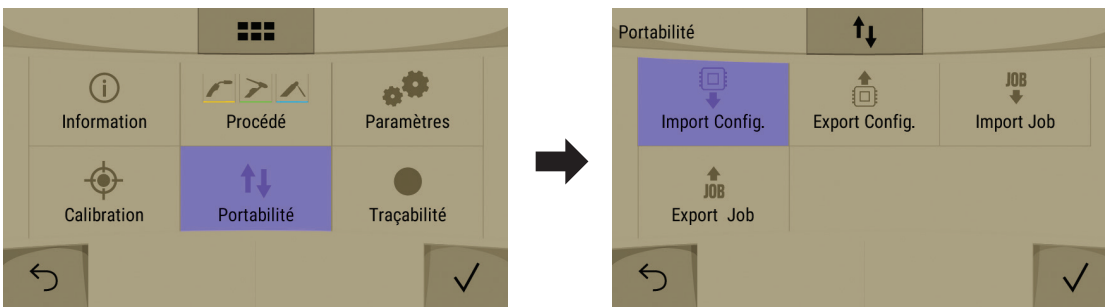 Information
Procédé
Paramètres
Calibration
Portabilité
Traçabilité
Portabilité
JOB
Import Config.
Export Config.
Import Job
JOB
Export Job